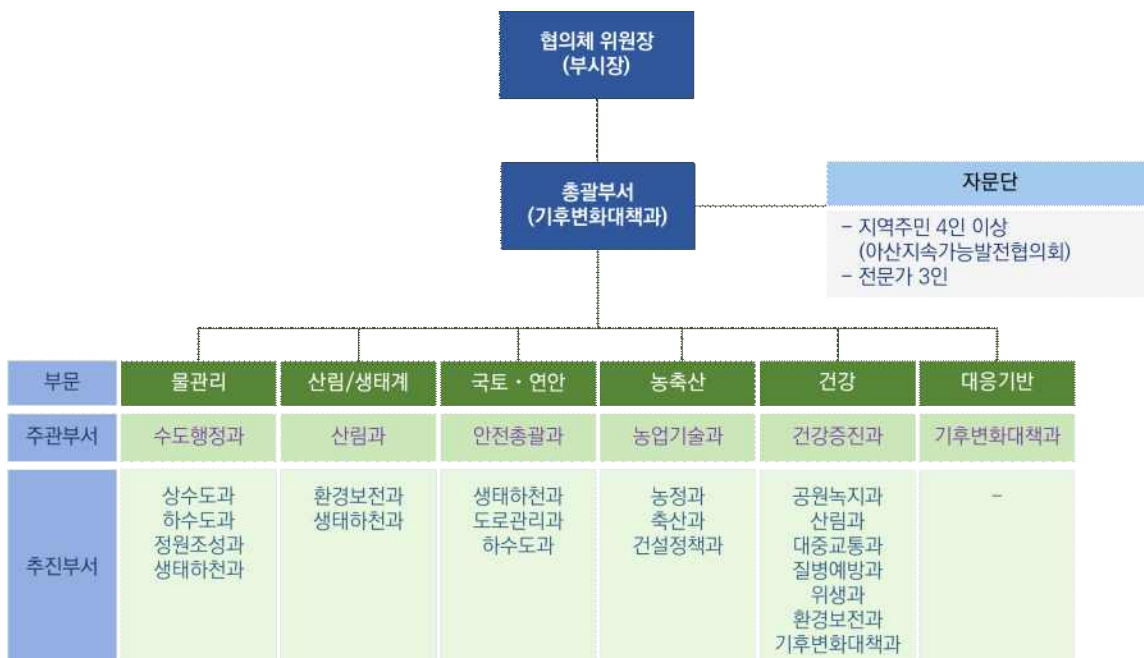 협의체 위원장
(부시장)
총괄부서
(기후변화대책과)
자문단
- 지역주민 4인 이상
(아산지속가능발전협의회)
- 전문가 3인
부문 물관리 산림/생태계 국토・연안 농축산 건강 대응기반
주관부서 수도행정과 산림과 안전총괄과 농업기술과 건강증진과 기후변화대책과
추진부서
상수도과
하수도과
정원조성과
생태하천과
환경보전과
생태하천과
생태하천과
도로관리과
하수도과
농정과
축산과
건설정책과
공원녹지과
산림과
대중교통과
질병예방과
위생과
환경보전과
기후변화대책과
-